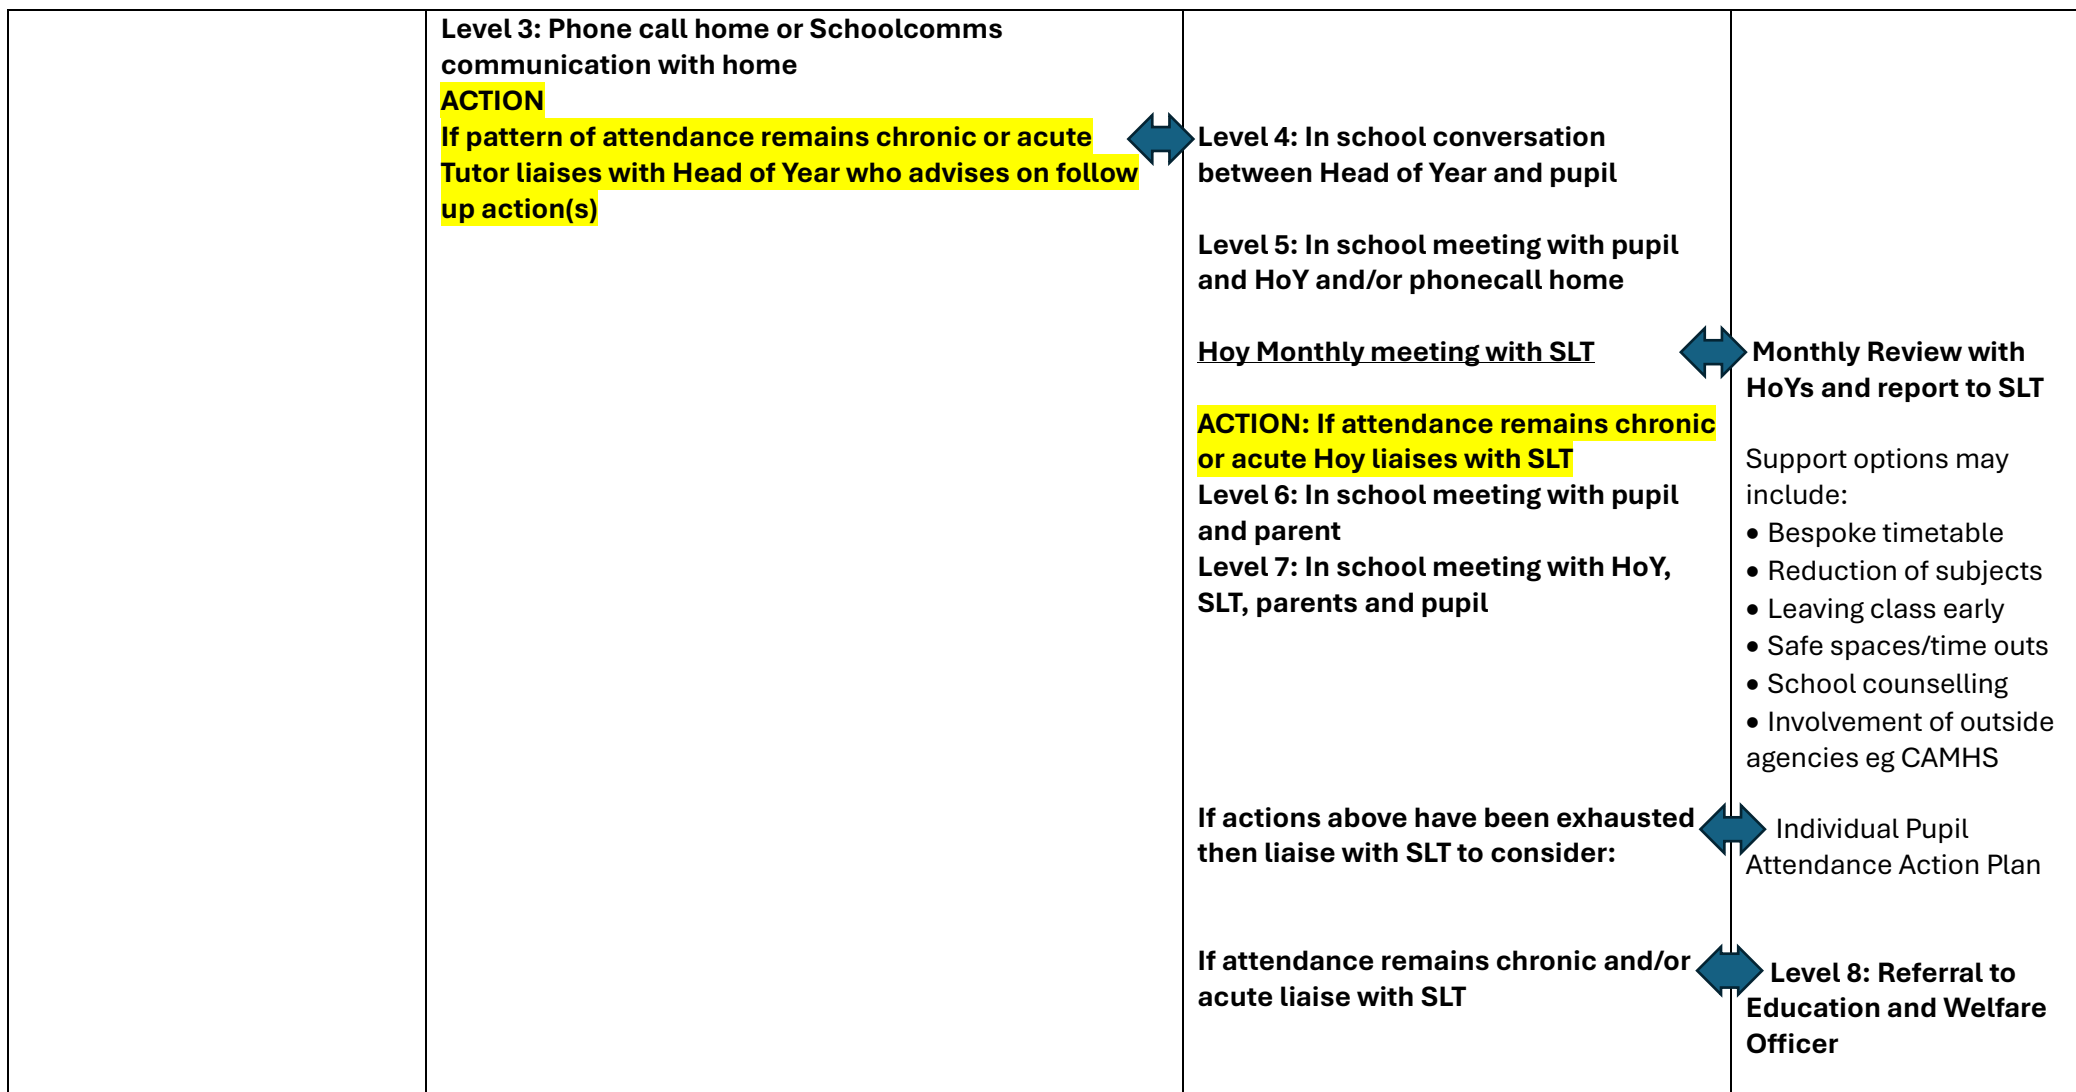 Level 3: Phone call home or Schoolcomms
communication with home
ACTION
If pattern of attendance remains chronic or acute
Tutor liaises with Head of Year who advises on follow
up action(s)
Level 4: In school conversation
between Head of Year and pupil
Level 5: In school meeting with pupil
and HoY and/or phonecall home
Hoy Monthly meeting with SLT
ACTION: If attendance remains chronic
or acute Hoy liaises with SLT
Level 6: In school meeting with pupil
and parent
Level 7: In school meeting with HoY,
SLT, parents and pupil
If actions above have been exhausted
then liaise with SLT to consider:
If attendance remains chronic and/or
acute liaise with SLT
Monthly Review with
HoYs and report to SLT
Support options may
include:
• Bespoke timetable
• Reduction of subjects
• Leaving class early
• Safe spaces/time outs
• School counselling
• Involvement of outside
agencies eg CAMHS
Individual Pupil
Attendance Action Plan
Level 8: Referral to
Education and Welfare
Officer